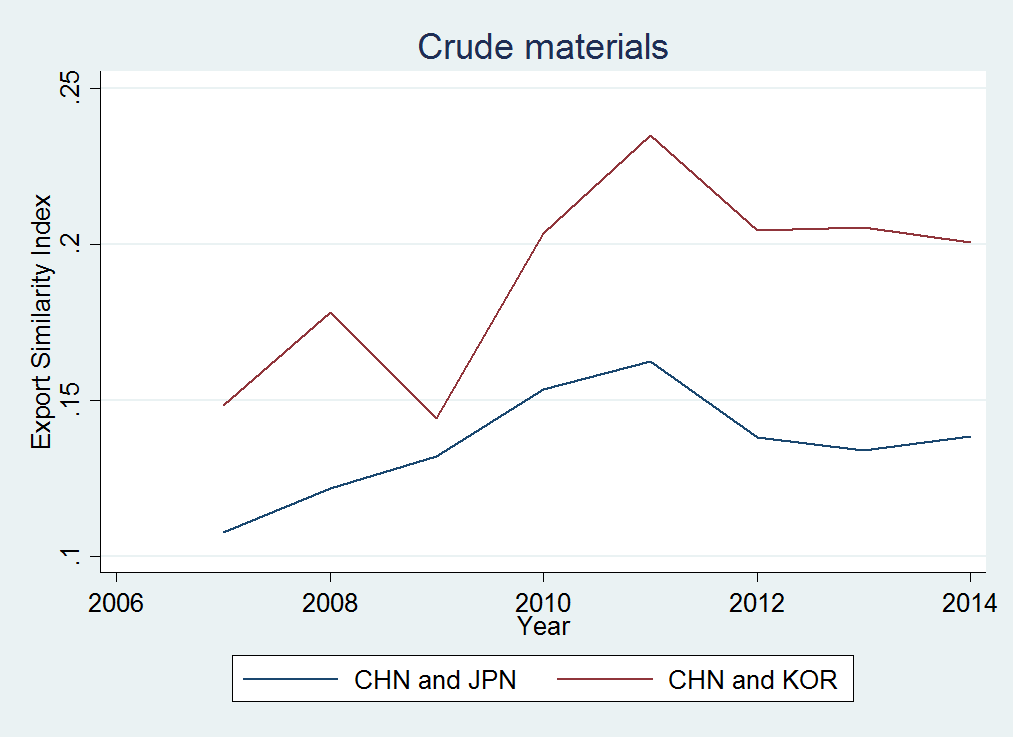 Crude materials
Export Similarity Index
.25
.2
.15
.1
2006 2008 2010 2012 2014
Year
CHN and JPN CHN and KOR